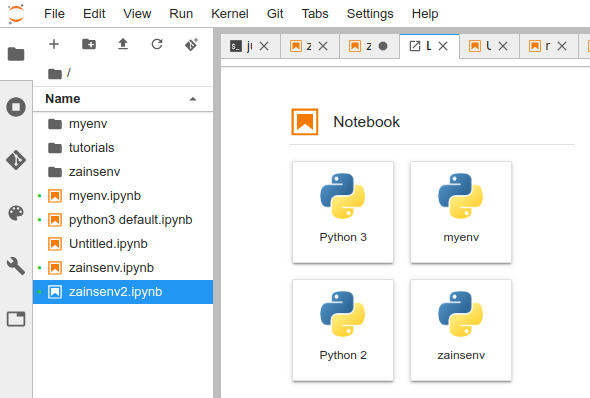 File Edit View Run Kernel Git Tabs Settings Help
z z L
/
Name
Notebook
myenv
tutorials
zainsenv
myenv.ipynb
python3 default.ipynb
Untitled.ipynb
zainsenv.ipynb
zainsenv2.ipynb
Python 3 myenv
Python 2 zainsenv